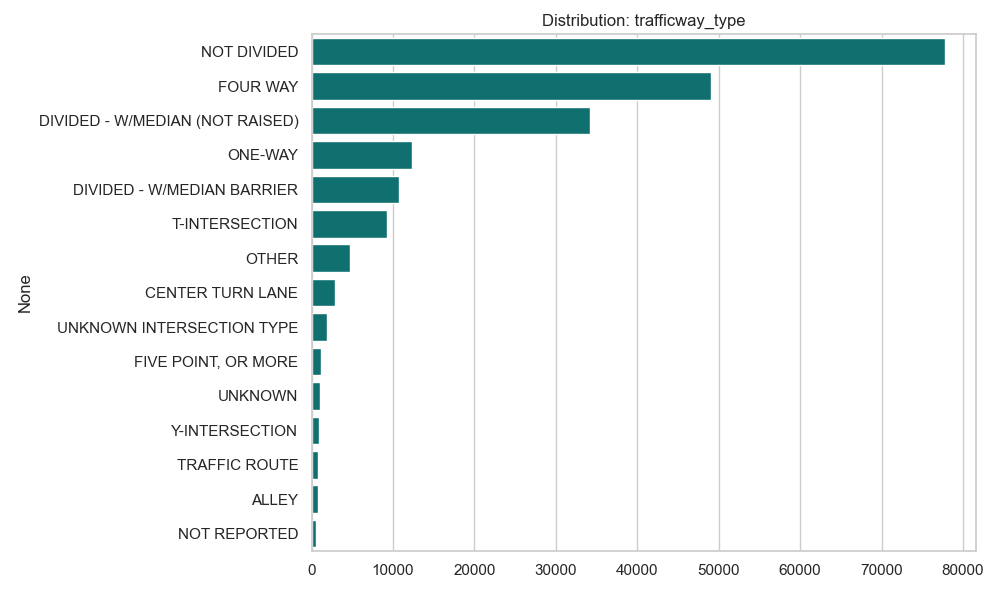 Distribution: trafficway_type
NOT DIVIDED
FOUR WAY
DIVIDED - W/MEDIAN (NOT RAISED)
ONE-WAY
DIVIDED - W/MEDIAN BARRIER
T-INTERSECTION
OTHER
CENTER TURN LANE
UNKNOWN INTERSECTION TYPE
FIVE POINT, OR MORE
UNKNOWN
Y-INTERSECTION
TRAFFIC ROUTE
ALLEY
NOT REPORTED
None
0 10000 20000 30000 40000 50000 60000 70000 80000